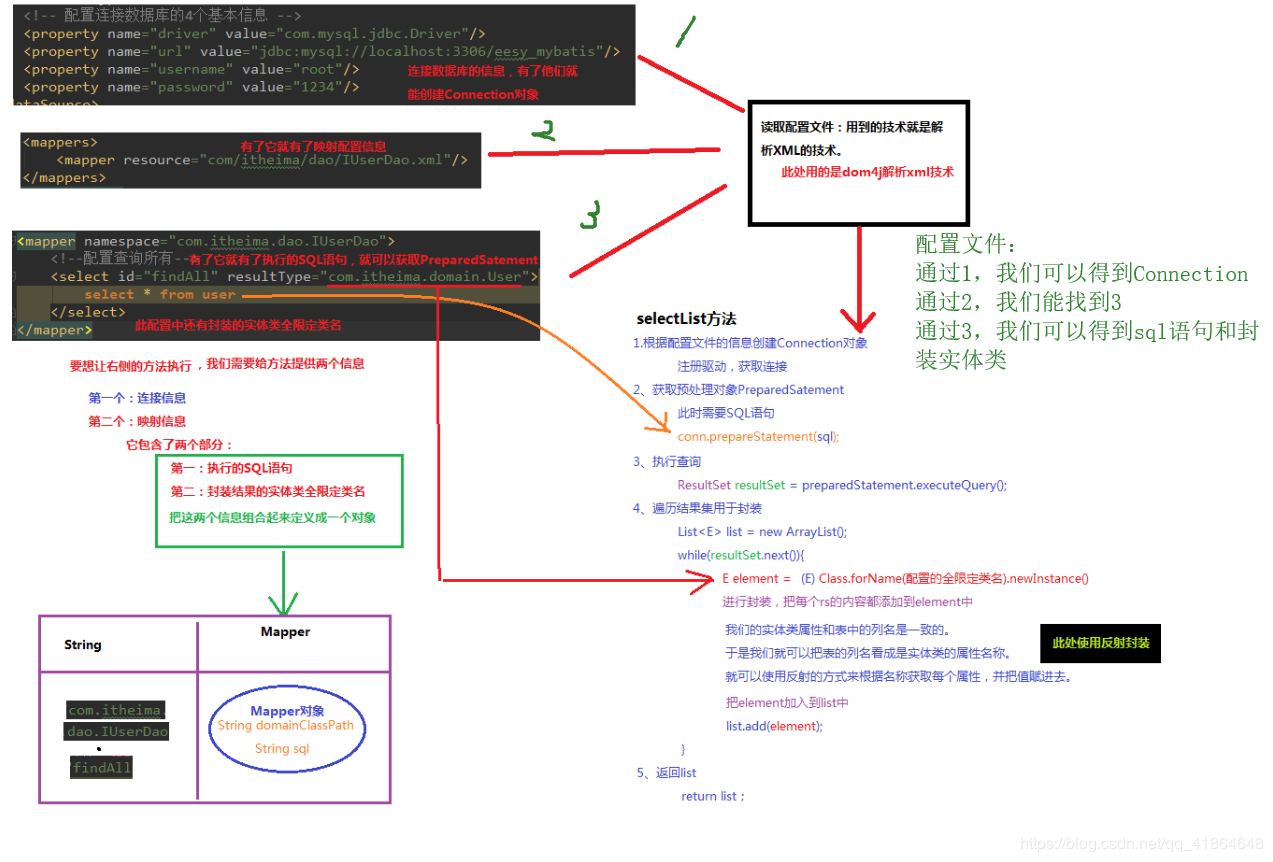 <!-- 配置连接数据库的4个基本信息 -->
<property name="driver" value="com.mysql.jdbc.Driver"/>
<property name="url" value="jdbc:mysql://localhost:3306/eesy_mybatis"/>
<property name="username" value="root"/>
<property name="password" value="1234"/>
连接数据库的信息，有了他们就
能创建Connection对象
ataSource>
1
<mappers>
有了它就有了映射配置信息
<mapper resource="com/itheima/dao/IUserDao.xml"/>
</mappers>
2
读取配置文件：用到的技术就是解
析XML的技术。
此处用的是dom4j解析xml技术
3
<mapper namespace="com.itheima.dao.IUserDao">
<!--配置查询所有--
有了它就有了执行的SQL语句，就可以获取PreparedSatement
<select id="findAll" resultType="com.itheima.domain.User">
select * from user
</select>
此配置中还有封装的实体类全限定类名
</mapper>
配置文件：
通过1，我们可以得到Connection
通过2，我们能找到3
通过3，我们可以得到sql语句和封
装实体类
要想让右侧的方法执行，我们需要给方法提供两个信息
第一个：连接信息
第二个：映射信息
它包含了两个部分：
第一：执行的SQL语句
第二：封装结果的实体类全限定类名
把这两个信息组合起来定义成一个对象
String
Mapper
com.itheima.
dao.IUserDao
.
findAll
Mapper对象
String domainClassPath
String sql
selectList方法
1.根据配置文件的信息创建Connection对象
注册驱动，获取连接
2、获取预处理对象PreparedSatement
此时需要SQL语句
conn.prepareStatement(sql);
3、执行查询
ResultSet resultSet = preparedStatement.executeQuery();
4、遍历结果集用于封装
List<E> list = new ArrayList();
while(resultSet.next()){
E element = (E) Class.forName(配置的全限定类名).newInstance()
进行封装，把每个rs的内容都添加到element中
我们的实体类属性和表中的列名是一致的。
于是我们就可以把表的列名看成是实体类的属性名称。
就可以使用反射的方式来根据名称获取每个属性，并把值赋进去。
此处使用反射封装
把element加入到list中
list.add(element);
}
5、返回list
return list；
https://blog.csdn.net/qq_41864648